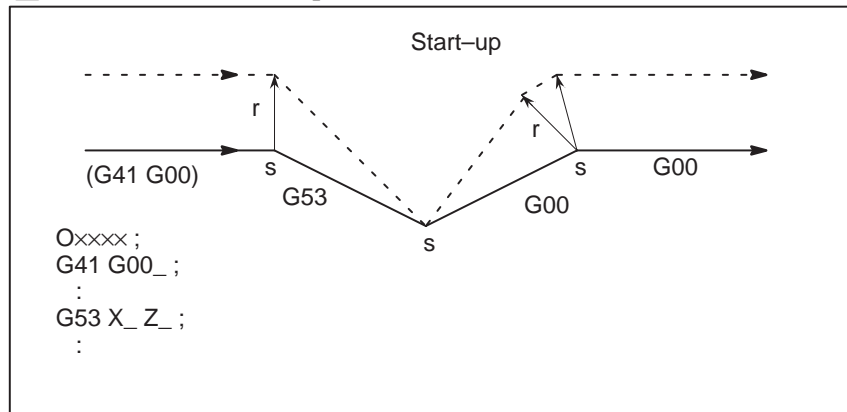 Start–up
r
r
s
s
(G41 G00)
G00
G53
G00
s
O×××× ;
G41 G00_ ;
:
G53 X_ Z_ ;
: